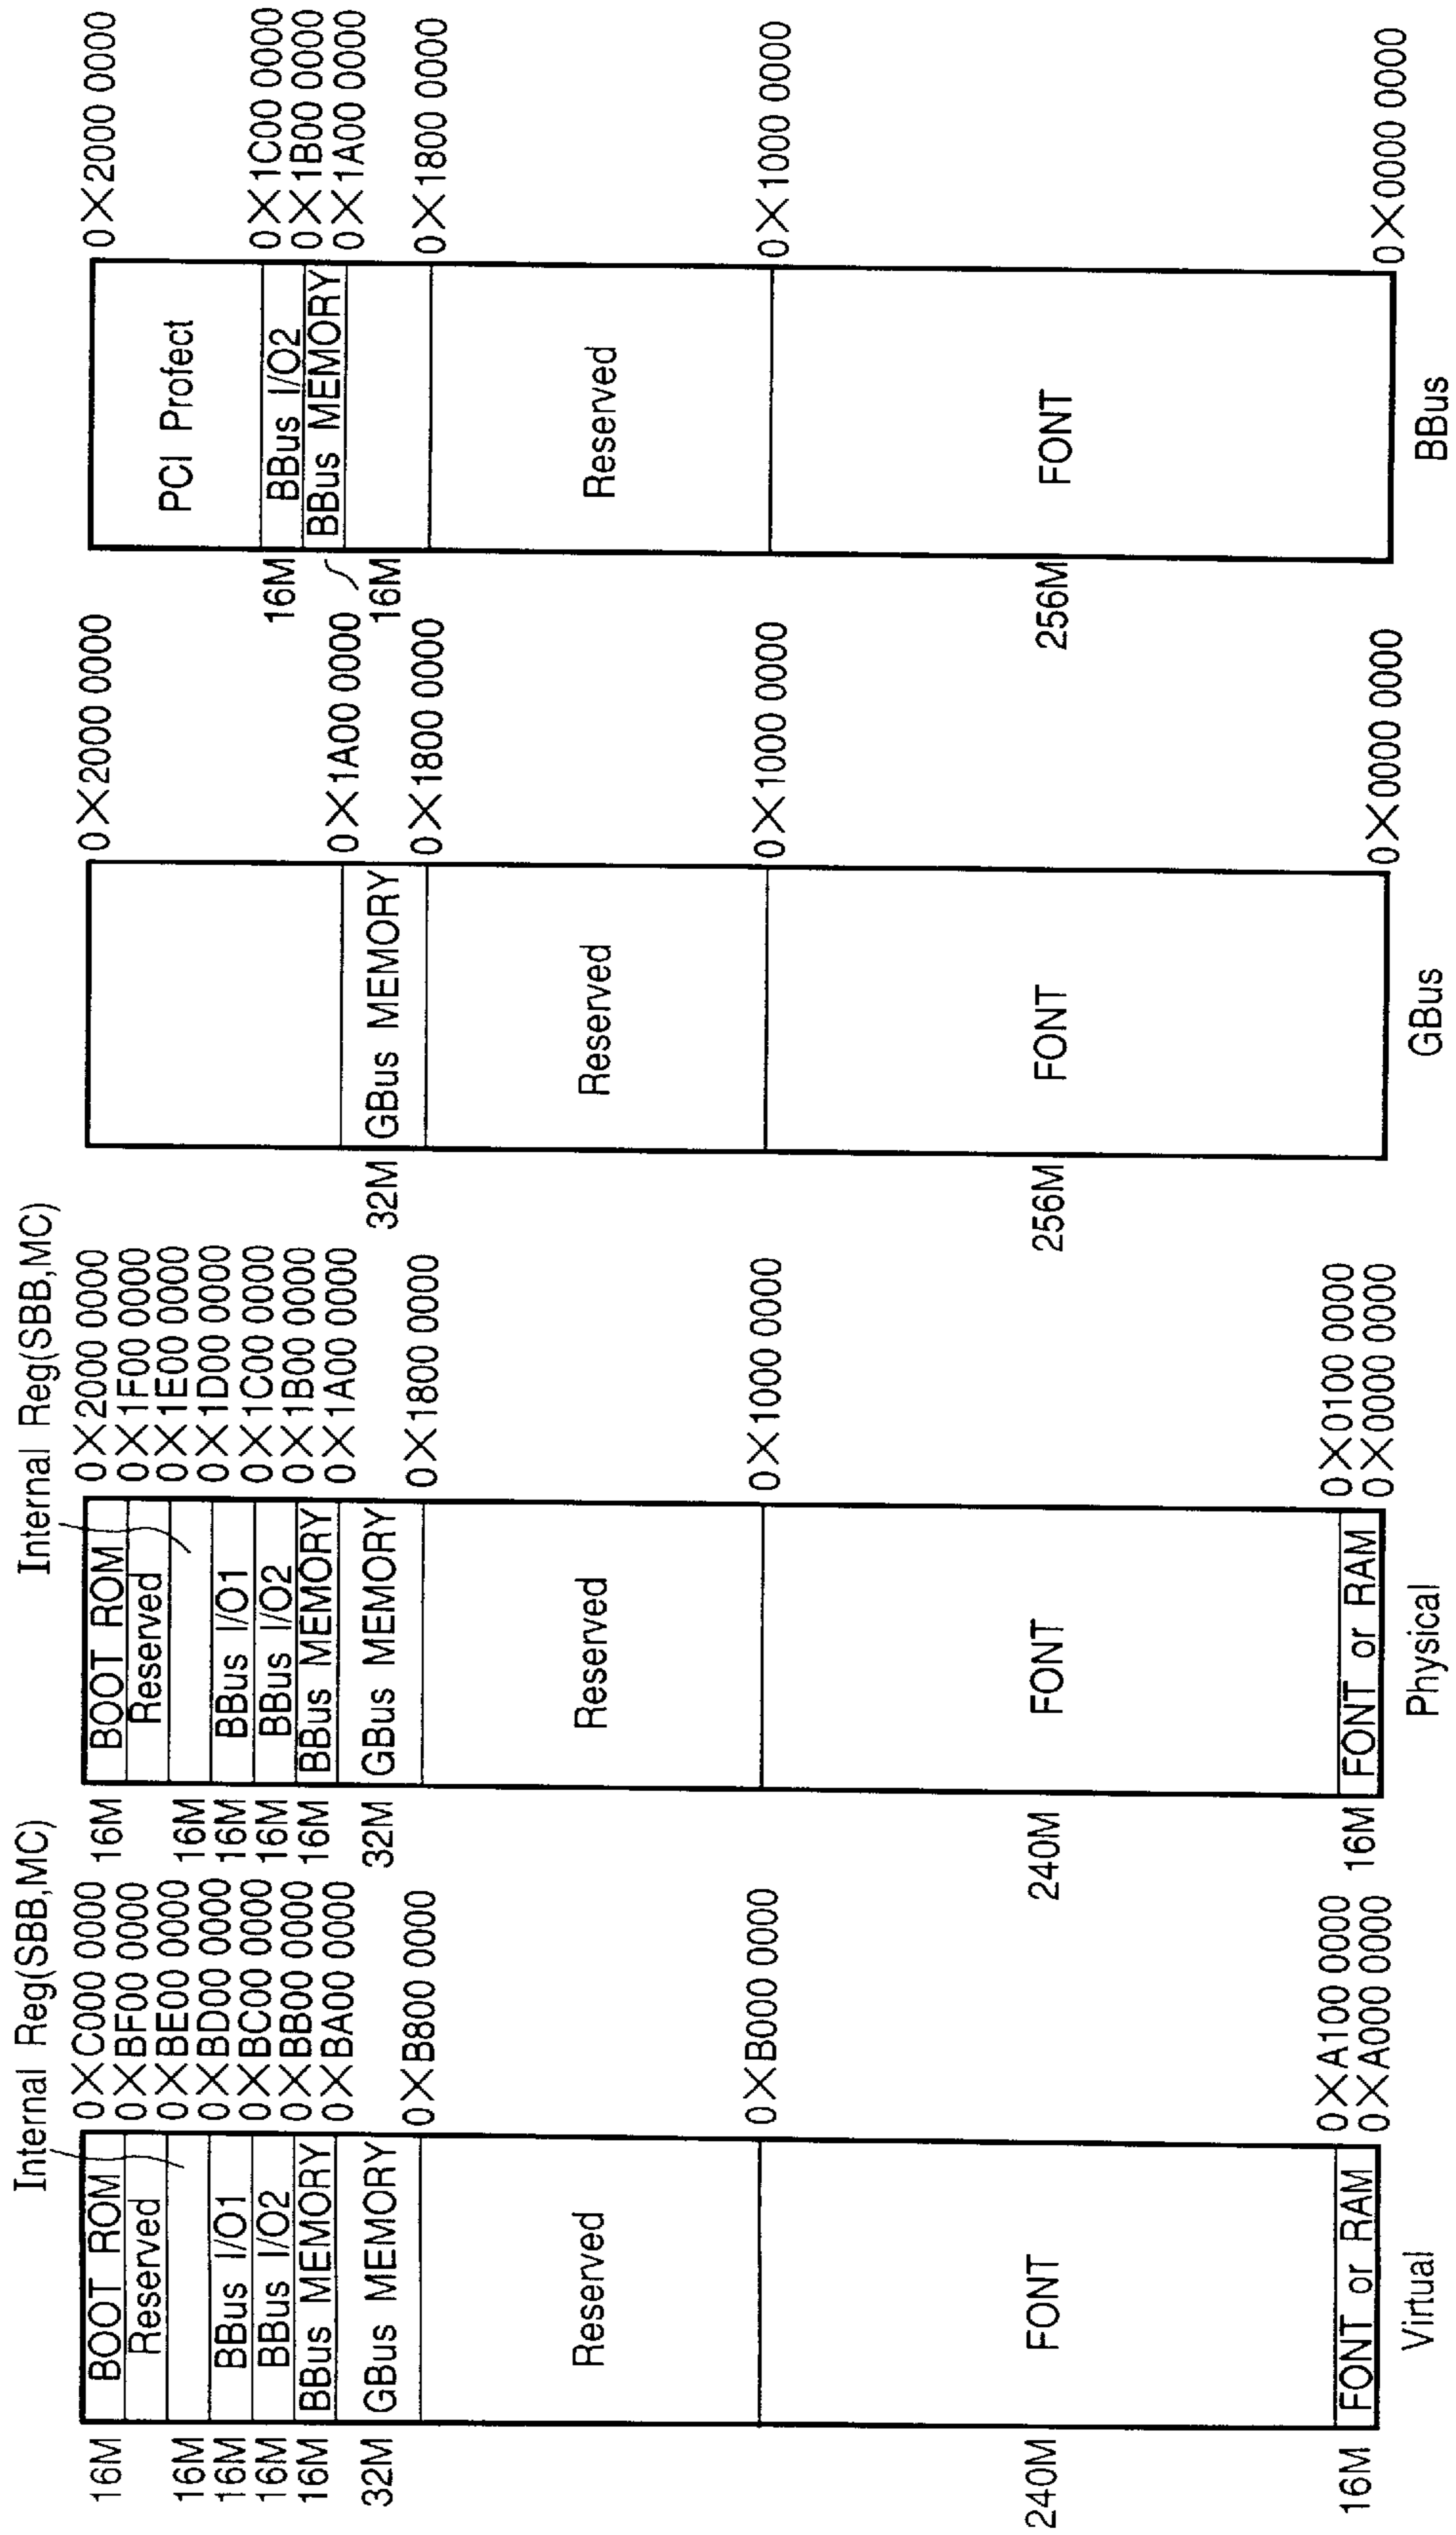 Internal Reg(SBB,MC)
16M BOOT ROM 0×C000 0000
Reserved 0×BF00 0000
16M 0×BE00 0000
16M BBus I/O1 0×BD00 0000
16M BBus I/O2 0×BC00 0000
16M BBus MEMORY 0×BB00 0000
0×BA00 0000
32M GBus MEMORY
0×B800 0000
Reserved
0×B000 0000
240M FONT
0×A100 0000
16M FONT or RAM 0×A000 0000
Virtual
Internal Reg(SBB,MC)
16M BOOT ROM 0×2000 0000
Reserved 0×1F00 0000
16M 0×1E00 0000
16M BBus I/O1 0×1D00 0000
16M BBus I/O2 0×1C00 0000
16M BBus MEMORY 0×1B00 0000
0×1A00 0000
32M GBus MEMORY
0×1800 0000
Reserved
0×1000 0000
240M FONT
0×0100 0000
16M FONT or RAM 0×0000 0000
Physical
0×2000 0000
0×1A00 0000
32M GBus MEMORY
0×1800 0000
Reserved
0×1000 0000
256M FONT
0×0000 0000
GBus
0×2000 0000
PCI Profect
0×1C00 0000
16M BBus I/O2 0×1B00 0000
BBus MEMORY 0×1A00 0000
16M
0×1800 0000
Reserved
0×1000 0000
256M FONT
0×0000 0000
BBus